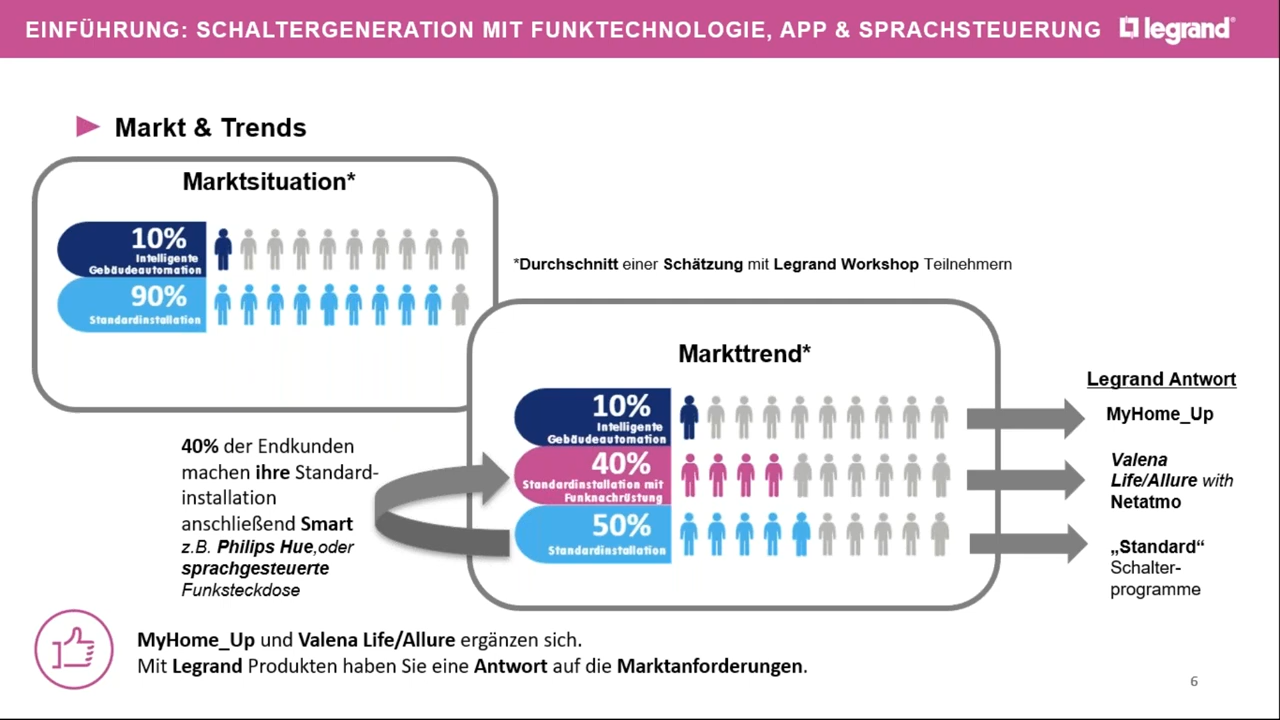 EINFÜHRUNG: SCHALTERGENERATION MIT FUNKTECHNOLOGIE, APP & SPRACHSTEUERUNG
legrand®
Markt & Trends
Marktsituation*
10%
Intelligente
Gebäudeautomation
90%
Standardinstallation
*Durchschnitt einer Schätzung mit Legrand Workshop Teilnehmern
Markttrend*
10%
Intelligente
Gebäudeautomation
40%
Standardinstallation mit
Funknachrüstung
50%
Standardinstallation
Legrand Antwort
MyHome_Up
Valena
Life/Allure with
Netatmo
„Standard“
Schalter-
programme
40% der Endkunden
machen ihre Standard-
installation
anschließend Smart
z.B. Philips Hue,oder
sprachgesteuerte
Funksteckdose
MyHome_Up und Valena Life/Allure ergänzen sich.
Mit Legrand Produkten haben Sie eine Antwort auf die Marktanforderungen.
6